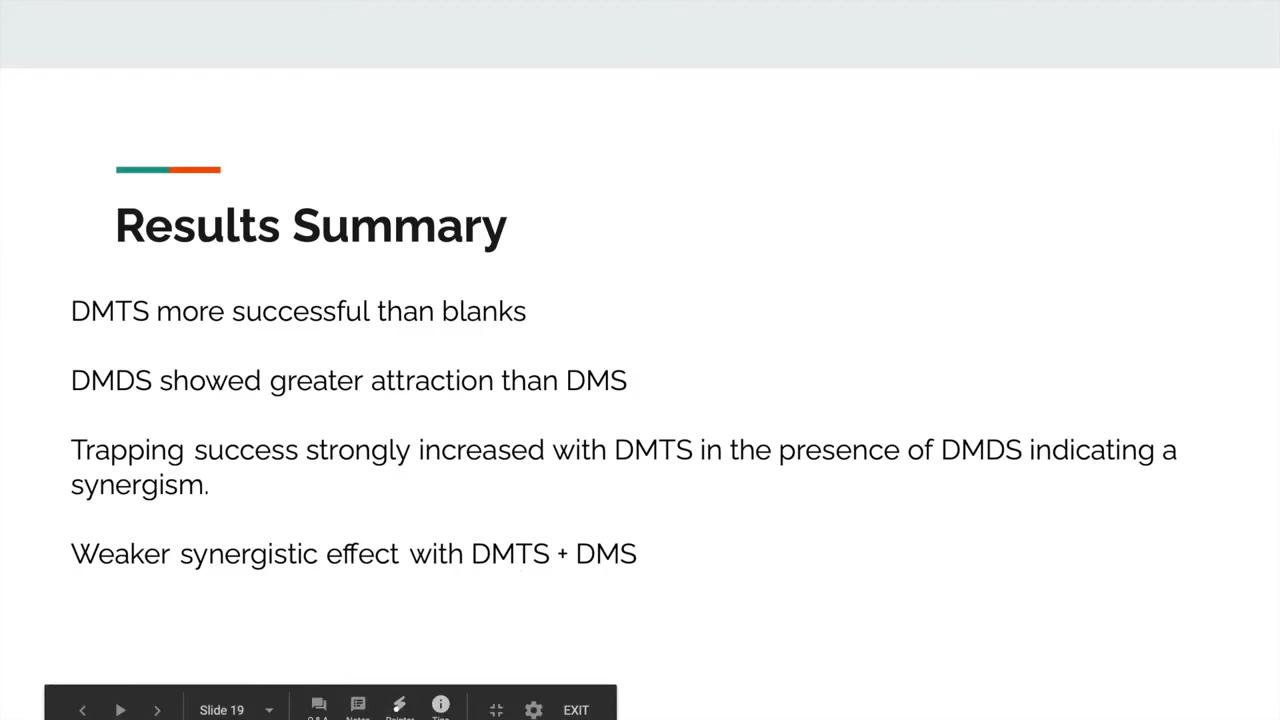 Results Summary
DMTS more successful than blanks
DMDS showed greater attraction than DMS
Trapping success strongly increased with DMTS in the presence of DMDS indicating a
synergism.
Weaker synergistic effect with DMTS + DMS
Slide 19
EXIT